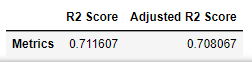 R2 Score Adjusted R2 Score
Metrics 0.711607 0.708067